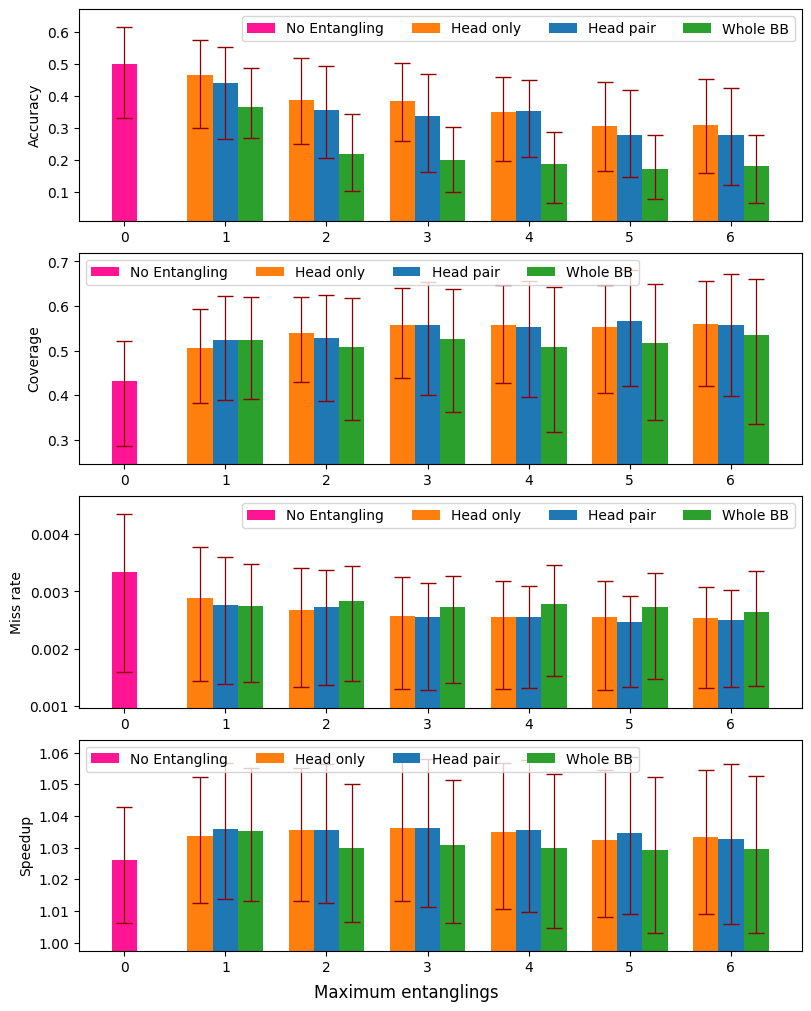 No Entangling Head only Head pair Whole BB
0.6
0.5
0.4
0.3
0.2
0.1
Accuracy
0 1 2 3 4 5 6
No Entangling Head only Head pair Whole BB
0.7
0.6
0.5
0.4
0.3
Coverage
0 1 2 3 4 5 6
No Entangling Head only Head pair Whole BB
0.004
0.003
0.002
0.001
Miss rate
0 1 2 3 4 5 6
No Entangling Head only Head pair Whole BB
1.06
1.05
1.04
1.03
1.02
1.01
1.00
Speedup
0 1 2 3 4 5 6
Maximum entanglings